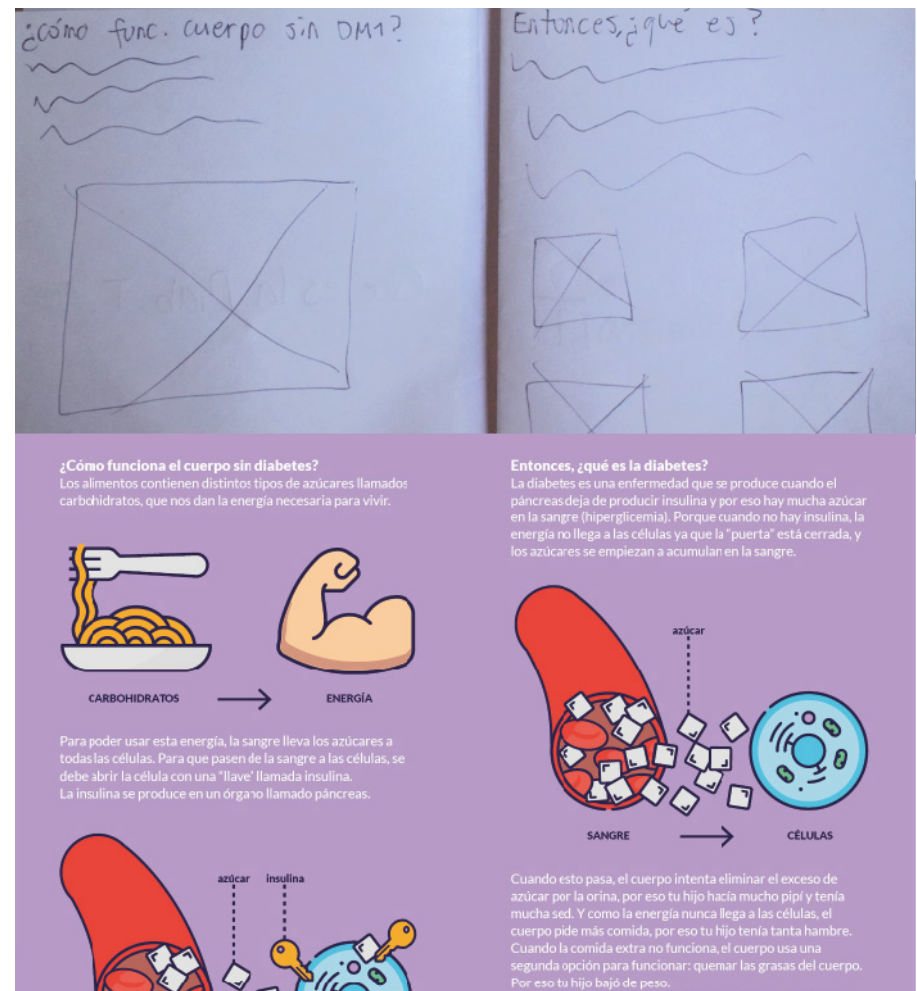 ¿cómo func. cuerpo sin DM1?
Entonces, ¿qué es?
¿Cómo funciona el cuerpo sin diabetes?
Los alimentos contienen distintos tipos de azúcares llamados
carbohidratos, que nos dan la energía necesaria para vivir.
CARBOHIDRATOS
ENERGÍA
Para poder usar esta energía, la sangre lleva los azúcares a
todas las células. Para que pasen de la sangre a las células, se
debe abrir la célula con una "llave" llamada insulina.
La insulina se produce en un órgano llamado páncreas.
azúcar
insulina
Entonces, ¿qué es la diabetes?
La diabetes es una enfermedad que se produce cuando el
páncreas deja de producir insulina y por eso hay mucha azúcar
en la sangre (hiperglicemia). Porque cuando no hay insulina, la
energía no llega a las células ya que la "puerta" está cerrada, y
los azúcares se empiezan a acumulan en la sangre.
azúcar
SANGRE
CÉLULAS
Cuando esto pasa, el cuerpo intenta eliminar el exceso de
azúcar por la orina, por eso tu hijo hacía mucho pipí y tenía
mucha sed. Y como la energía nunca llega a las células, el
cuerpo pide más comida, por eso tu hijo tenía tanta hambre.
Cuando la comida extra no funciona, el cuerpo usa una
segunda opción para funcionar: quemar las grasas del cuerpo.
Por eso tu hijo bajó de peso.